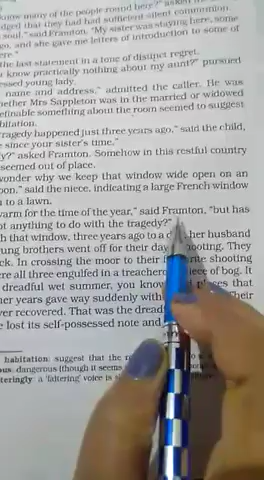 know many of the people round here?" asked
dged that they had had sufficient silent communion.
soul," said Framton. "My sister was staying here, some
go, and she gave me letters of introduction to some of
ere."
the last statement in a tone of distinct regret.
know practically nothing about my aunt?" pursued
essed young lady.
name and address," admitted the caller. He was
ether Mrs Sappleton was in the married or widowed
efinable something about the room seemed to suggest
bitation.
tragedy happened just three years ago," said the child,
e since your sister's time."
y?" asked Framton. Somehow in this restful country
seemed out of place.
wonder why we keep that window wide open on an
oon," said the niece, indicating a large French window
n to a lawn.
warm for the time of the year," said Framton, "but has
ot anything to do with the tragedy?"
h that window, three years ago to a her husband
ung brothers went off for their day shooting. They
ck. In crossing the moor to their shooting
re all three engulfed in a treacherous piece of bog. It
dreadful wet summer, you know places that
her years gave way suddenly with Their
ver recovered. That was the dreadf
e lost its self-possessed note and
habitation: suggest that the
ous: dangerous (though it seems
lteringly: a 'faltering' voice is